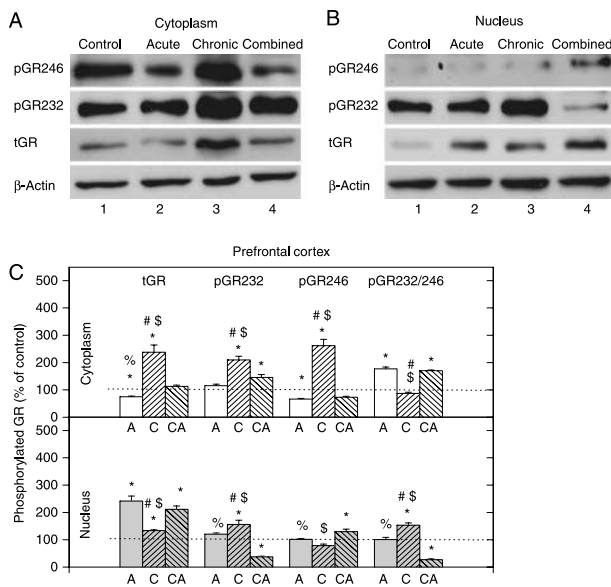 A
Cytoplasm
Control Acute Chronic Combined
pGR246
pGR232
tGR
β-Actin
1 2 3 4
B
Nucleus
Control Acute Chronic Combined
pGR246
pGR232
tGR
β-Actin
1 2 3 4
Prefrontal cortex
C
Phosphorylated GR (% of control)
Cytoplasm
500
400
300
200
100
0
tGR pGR232 pGR246 pGR232/246
% * # $ * # $ * * * # $ * * # $ *
A C CA A C CA A C CA A C CA
Nucleus
500
400
300
200
100
0
* # $ * * % # $ * * % $ * % # $ * *
A C CA A C CA A C CA A C CA